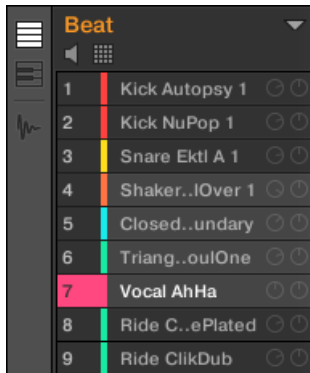 Beat
1 Kick Autopsy 1
2 Kick NuPop 1
3 Snare Ektl A 1
4 Shaker..lOver 1
5 Closed..undary
6 Triang..oulOne
7 Vocal AhHa
8 Ride C..ePlated
9 Ride ClikDub